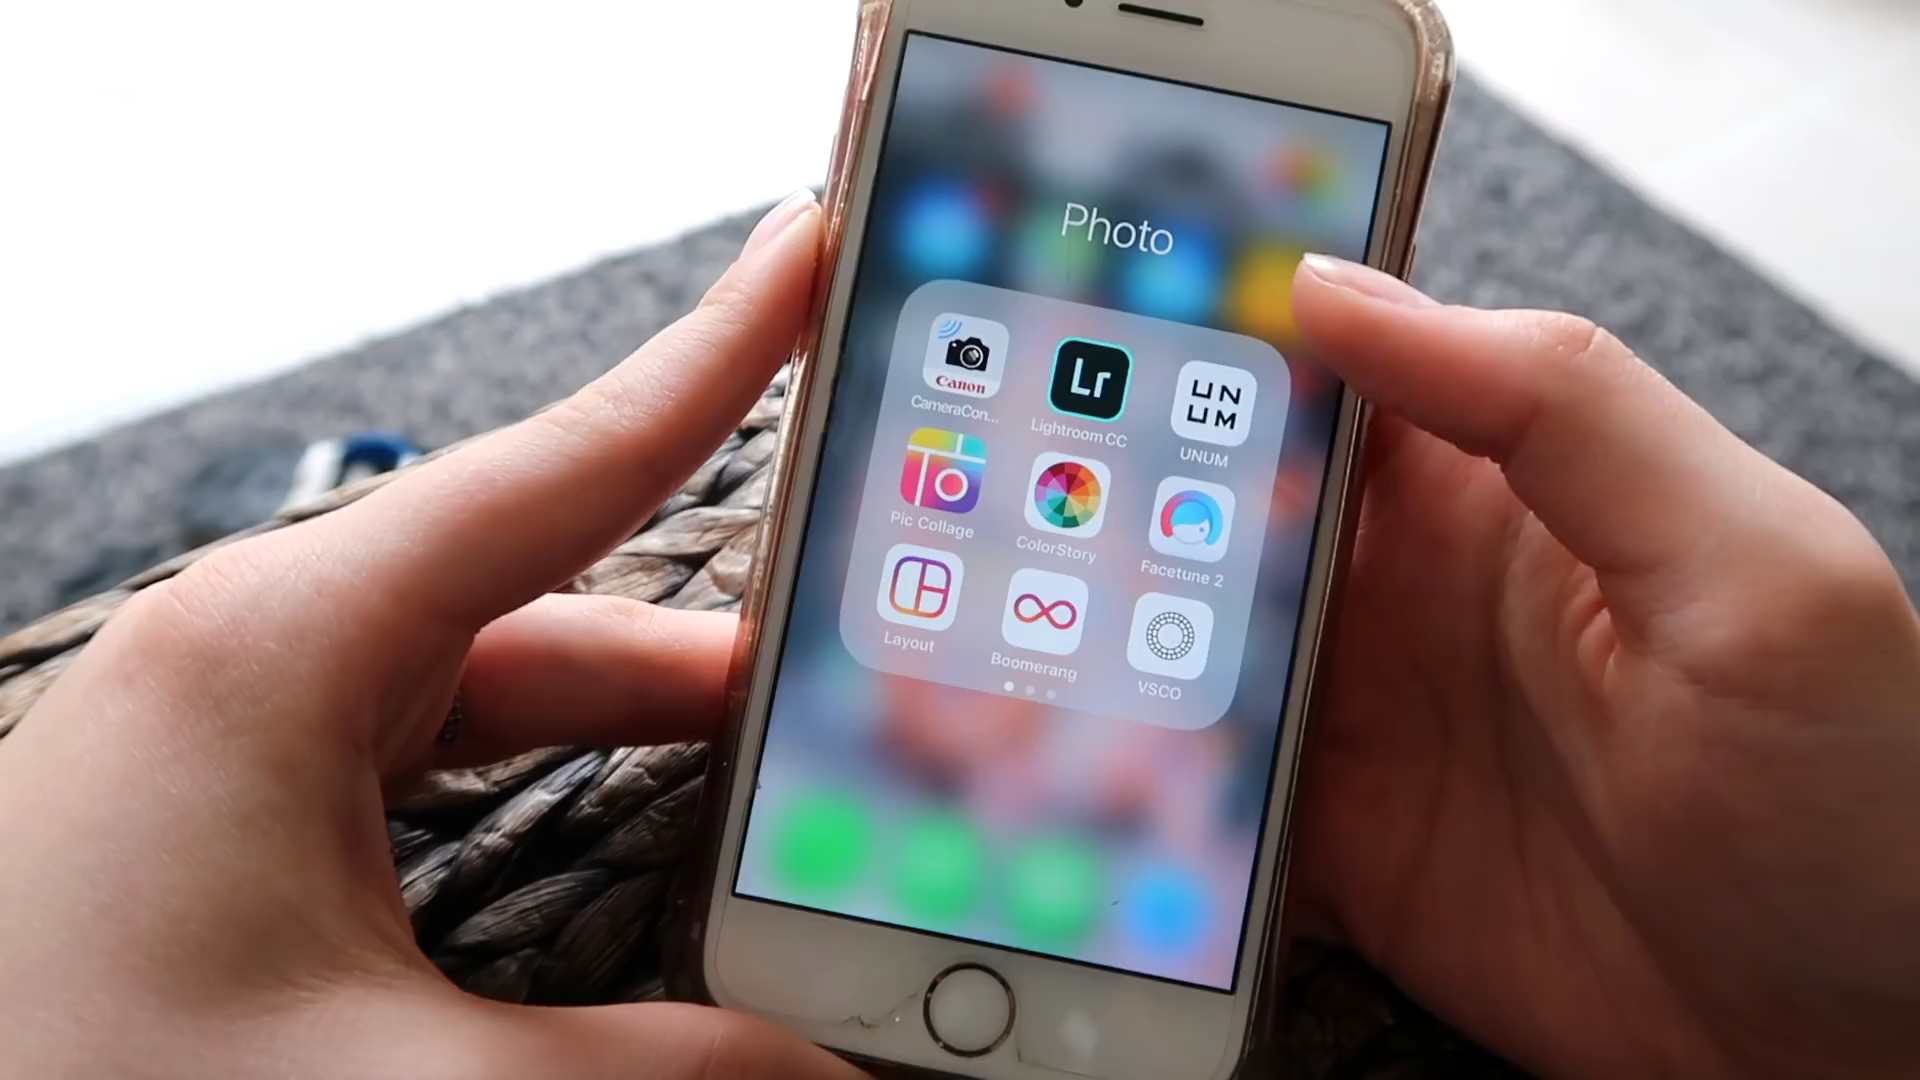 Photo
Canon
CameraCon...
Lr
Lightroom CC
UN
UM
UNUM
Pic Collage
ColorStory
Facetune 2
Layout
Boomerang
VSCO